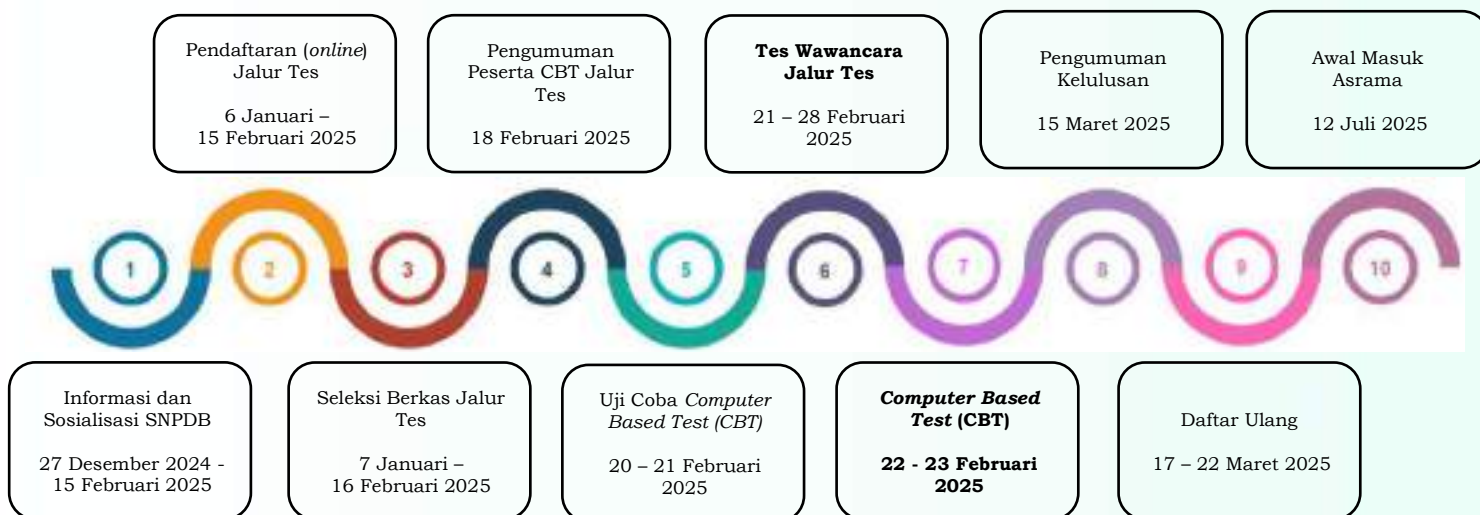 Pendaftaran (online)
Jalur Tes
6 Januari –
15 Februari 2025
Pengumuman
Peserta CBT Jalur
Tes
18 Februari 2025
Tes Wawancara
Jalur Tes
21 – 28 Februari
2025
Pengumuman
Kelulusan
15 Maret 2025
Awal Masuk
Asrama
12 Juli 2025
1
2
3
4
5
6
7
8
9
10
Informasi dan
Sosialisasi SNPDB
27 Desember 2024 -
15 Februari 2025
Seleksi Berkas Jalur
Tes
7 Januari –
16 Februari 2025
Uji Coba Computer
Based Test (CBT)
20 – 21 Februari
2025
Computer Based
Test (CBT)
22 - 23 Februari
2025
Daftar Ulang
17 – 22 Maret 2025